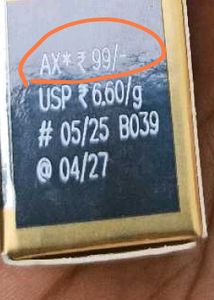 AX* ₹ 99/-
USP ₹ 6.60/g
# 05/25 B039
@ 04/27